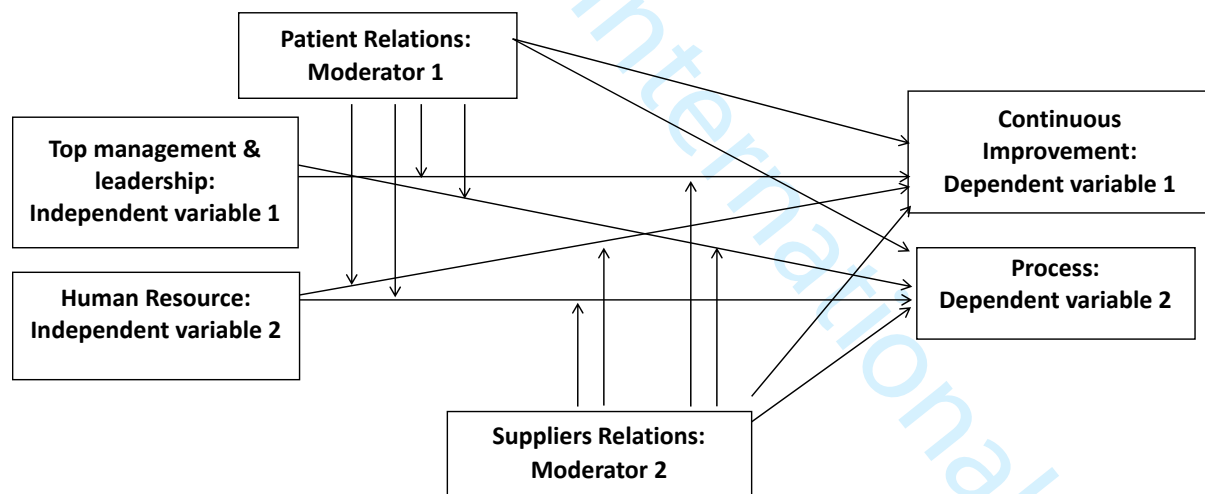 Patient Relations:
Moderator 1
Top management &
leadership:
Independent variable 1
Human Resource:
Independent variable 2
Continuous
Improvement:
Dependent variable 1
Process:
Dependent variable 2
Suppliers Relations:
Moderator 2
International